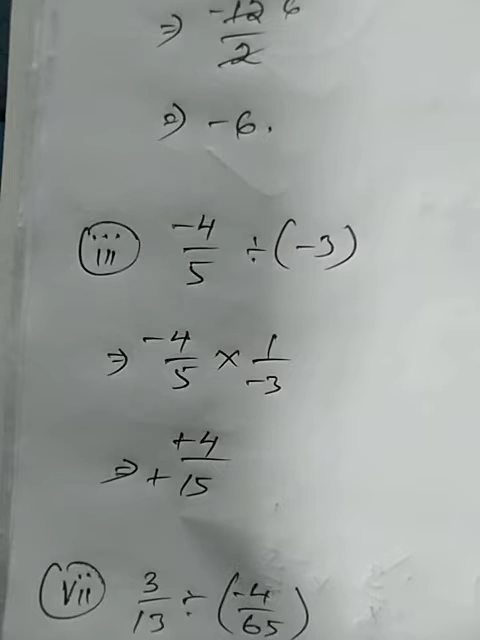 ⇒ -12 6 / 2
⇒ -6.
iii -4/5 ÷ (-3)
⇒ -4/5 × 1/-3
⇒ +4/+15
vii 3/13 ÷ (-4/65)